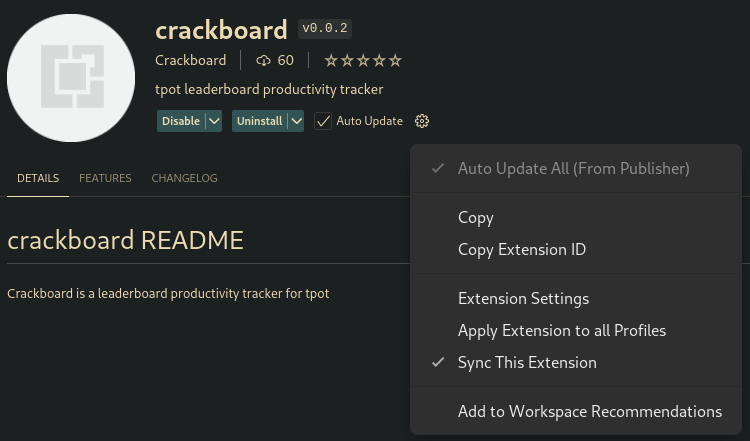 crackboard v0.0.2
Crackboard 60
tpot leaderboard productivity tracker
Disable Uninstall Auto Update
DETAILS FEATURES CHANGELOG
crackboard README
Crackboard is a leaderboard productivity tracker for tpot
Auto Update All (From Publisher)
Copy
Copy Extension ID
Extension Settings
Apply Extension to all Profiles
Sync This Extension
Add to Workspace Recommendations